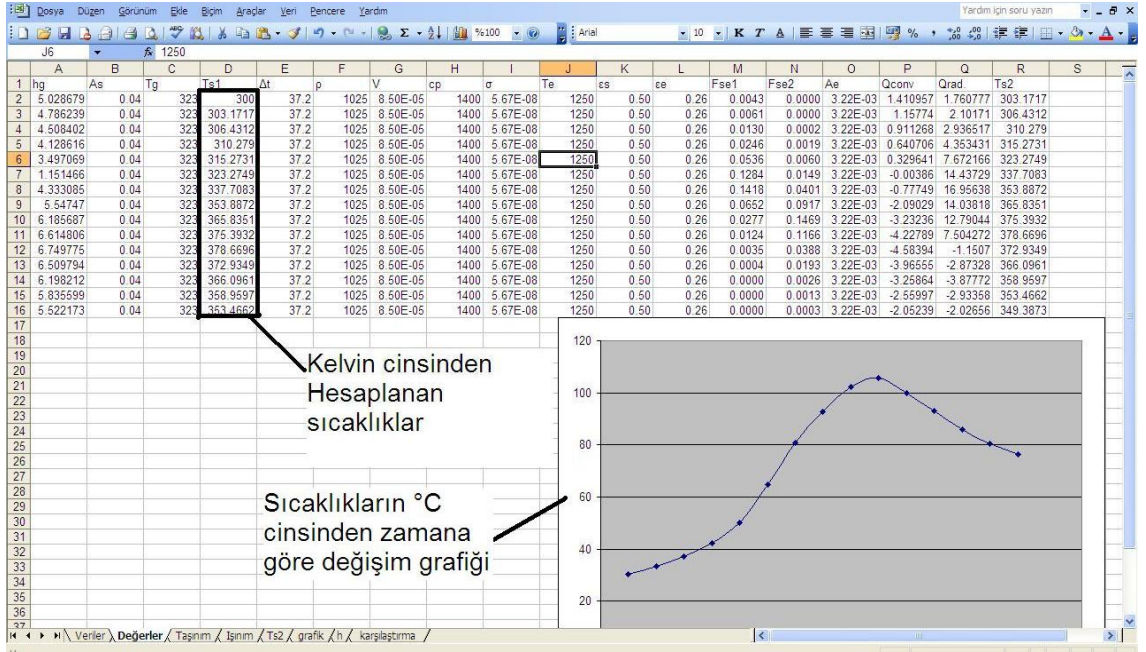 Dosya Düzen Görünüm Ekle Biçim Araçlar Veri Pencere Yardım Yardım için soru yazın
%100 Arial 10 K T A
J6 fx 1250
A B C D E F G H I J K L M N O P Q R S
1 hg As Tg Ts1 Δt ρ V cp σ Te εs εe Fse1 Fse2 Ae Qconv Qrad. Ts2
2 5.028679 0.04 323 300 37.2 1025 8.50E-05 1400 5.67E-08 1250 0.50 0.26 0.0043 0.0000 3.22E-03 1.410957 1.760777 303.1717
3 4.786239 0.04 323 303.1717 37.2 1025 8.50E-05 1400 5.67E-08 1250 0.50 0.26 0.0061 0.0000 3.22E-03 1.15774 2.10171 306.4312
4 4.508402 0.04 323 306.4312 37.2 1025 8.50E-05 1400 5.67E-08 1250 0.50 0.26 0.0130 0.0002 3.22E-03 0.911268 2.936517 310.279
5 4.128616 0.04 323 310.279 37.2 1025 8.50E-05 1400 5.67E-08 1250 0.50 0.26 0.0246 0.0019 3.22E-03 0.640706 4.353431 315.2731
6 3.497069 0.04 323 315.2731 37.2 1025 8.50E-05 1400 5.67E-08 1250 0.50 0.26 0.0536 0.0060 3.22E-03 0.329641 7.672166 323.2749
7 1.151466 0.04 323 323.2749 37.2 1025 8.50E-05 1400 5.67E-08 1250 0.50 0.26 0.1284 0.0149 3.22E-03 -0.00386 14.43729 337.7083
8 4.333085 0.04 323 337.7083 37.2 1025 8.50E-05 1400 5.67E-08 1250 0.50 0.26 0.1418 0.0401 3.22E-03 -0.77749 16.95638 353.8872
9 5.54747 0.04 323 353.8872 37.2 1025 8.50E-05 1400 5.67E-08 1250 0.50 0.26 0.0652 0.0917 3.22E-03 -2.09029 14.03818 365.8351
10 6.185687 0.04 323 365.8351 37.2 1025 8.50E-05 1400 5.67E-08 1250 0.50 0.26 0.0277 0.1469 3.22E-03 -3.23236 12.79044 375.3932
11 6.614806 0.04 323 375.3932 37.2 1025 8.50E-05 1400 5.67E-08 1250 0.50 0.26 0.0124 0.1166 3.22E-03 -4.22789 7.504272 378.6696
12 6.749775 0.04 323 378.6696 37.2 1025 8.50E-05 1400 5.67E-08 1250 0.50 0.26 0.0035 0.0388 3.22E-03 -4.58394 -1.1507 372.9349
13 6.509794 0.04 323 372.9349 37.2 1025 8.50E-05 1400 5.67E-08 1250 0.50 0.26 0.0004 0.0193 3.22E-03 -3.96555 -2.87328 366.0961
14 6.198212 0.04 323 366.0961 37.2 1025 8.50E-05 1400 5.67E-08 1250 0.50 0.26 0.0000 0.0026 3.22E-03 -3.25864 -3.87772 358.9597
15 5.835599 0.04 323 358.9597 37.2 1025 8.50E-05 1400 5.67E-08 1250 0.50 0.26 0.0000 0.0013 3.22E-03 -2.55997 -2.93358 353.4662
16 5.522173 0.04 323 353.4662 37.2 1025 8.50E-05 1400 5.67E-08 1250 0.50 0.26 0.0000 0.0003 3.22E-03 -2.05239 -2.02656 349.3873
17
18
19
20
21
22
23
24
25
26
27
28
29
30
31
32
33
34
35
36
37
Kelvin cinsinden
Hesaplanan
sıcaklıklar
Sıcaklıkların °C
cinsinden zamana
göre değişim grafiği
120
100
80
60
40
20
Veriler Değerler Taşınım Işınım Ts2 grafik h karşılaştırma